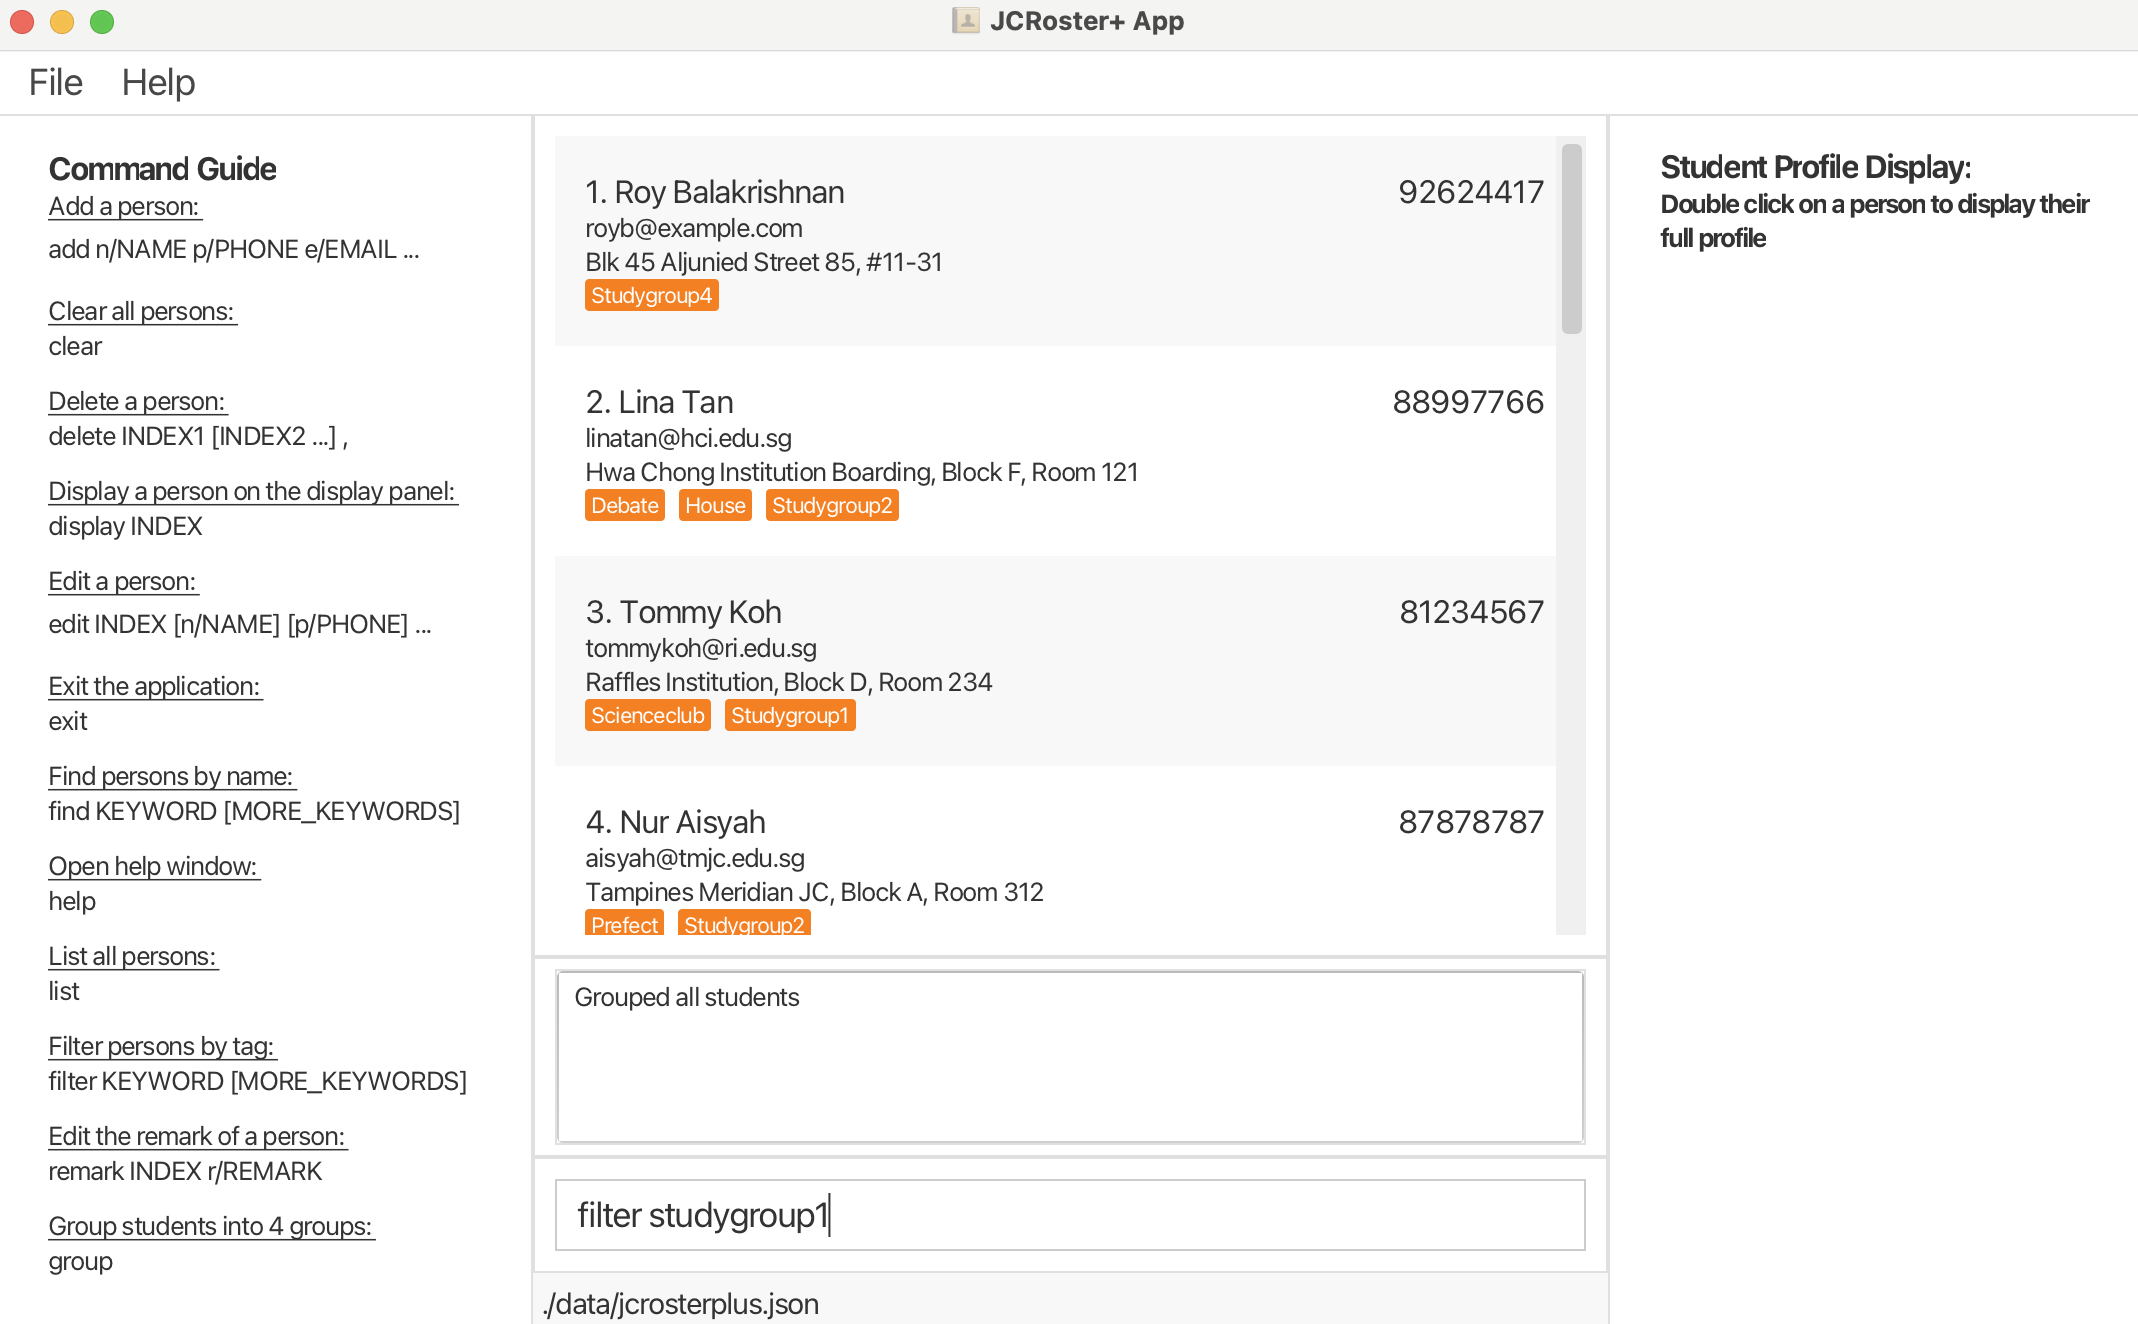 JCRoster+ App
File Help
Command Guide
Add a person:
add n/NAME p/PHONE e/EMAIL ...
Clear all persons:
clear
Delete a person:
delete INDEX1 [INDEX2 ...] ,
Display a person on the display panel:
display INDEX
Edit a person:
edit INDEX [n/NAME] [p/PHONE] ...
Exit the application:
exit
Find persons by name:
find KEYWORD [MORE_KEYWORDS]
Open help window:
help
List all persons:
list
Filter persons by tag:
filter KEYWORD [MORE_KEYWORDS]
Edit the remark of a person:
remark INDEX r/REMARK
Group students into 4 groups:
group
1. Roy Balakrishnan 92624417
royb@example.com
Blk 45 Aljunied Street 85, #11-31
Studygroup4
2. Lina Tan 88997766
linatan@hci.edu.sg
Hwa Chong Institution Boarding, Block F, Room 121
Debate House Studygroup2
3. Tommy Koh 81234567
tommykoh@ri.edu.sg
Raffles Institution, Block D, Room 234
Scienceclub Studygroup1
4. Nur Aisyah 87878787
aisyah@tmjc.edu.sg
Tampines Meridian JC, Block A, Room 312
Prefect Studygroup2
Grouped all students
filter studygroup1
./data/jcrosterplus.json
Student Profile Display:
Double click on a person to display their
full profile